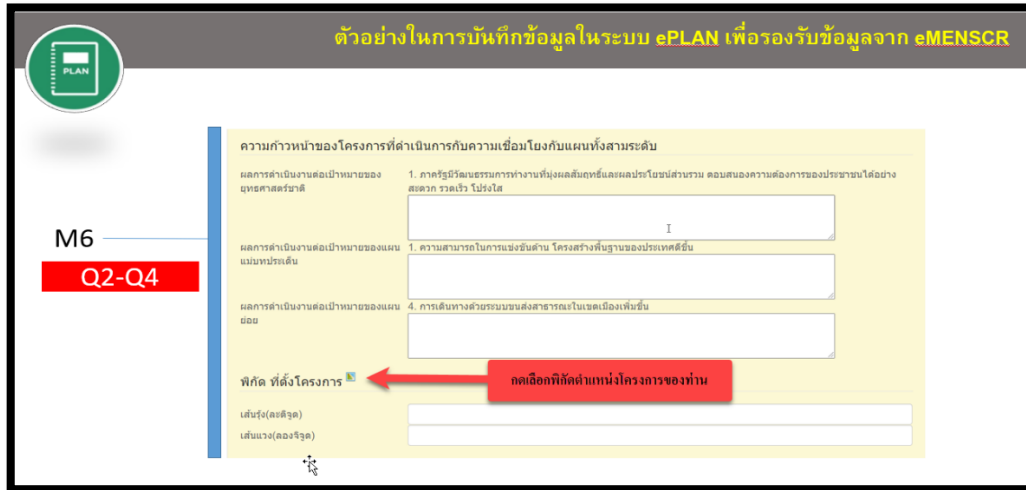 ตัวอย่างในการบันทึกข้อมูลในระบบ ePLAN เพื่อรองรับข้อมูลจาก eMENSCR
PLAN
ความก้าวหน้าของโครงการที่ดำเนินการกับความเชื่อมโยงกับแผนทั้งสามระดับ
ผลการดำเนินงานต่อเป้าหมายของ
ยุทธศาสตร์ชาติ
1. ภาครัฐมีวัฒนธรรมการทำงานที่มุ่งผลสัมฤทธิ์และผลประโยชน์ส่วนรวม ตอบสนองความต้องการของประชาชนได้อย่าง
สะดวก รวดเร็ว โปร่งใส
M6
Q2-Q4
ผลการดำเนินงานต่อเป้าหมายของแผน
แม่บทประเด็น
1. ความสามารถในการแข่งขันด้าน โครงสร้างพื้นฐานของประเทศดีขึ้น
ผลการดำเนินงานต่อเป้าหมายของแผน
ย่อย
4. การเดินทางด้วยระบบขนส่งสาธารณะในเขตเมืองเพิ่มขึ้น
พิกัด ที่ตั้งโครงการ
กดเลือกพิกัดตำแหน่งโครงการของท่าน
เส้นรุ้ง(ละติจูด)
เส้นแวง(ลองจิจูด)